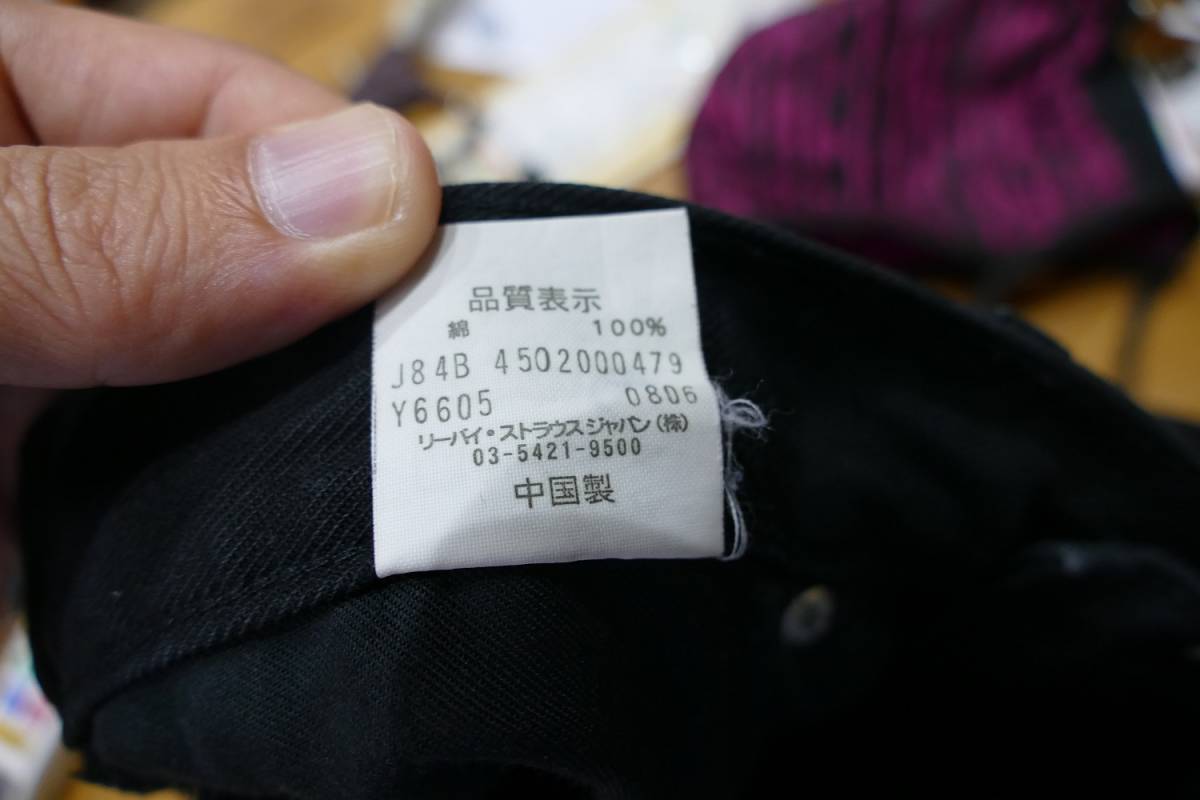 品質表示
綿 100%
J84B 4502000479
Y6605 0806
リーバイ・ストラウスジャパン(株)
03-5421-9500
中国製